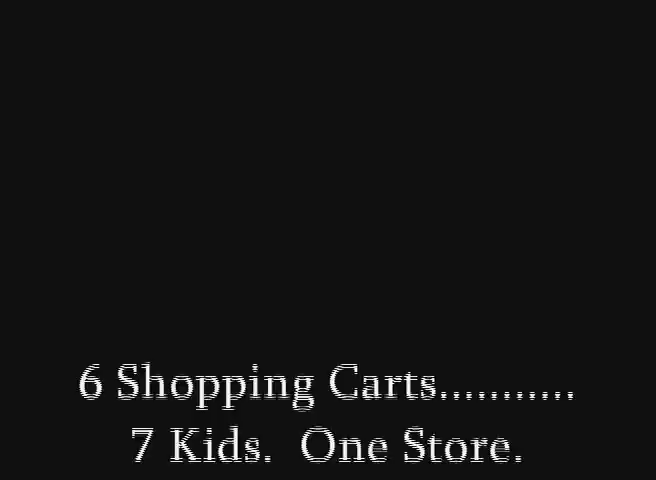 6 Shopping Carts...........
7 Kids.  One Store.